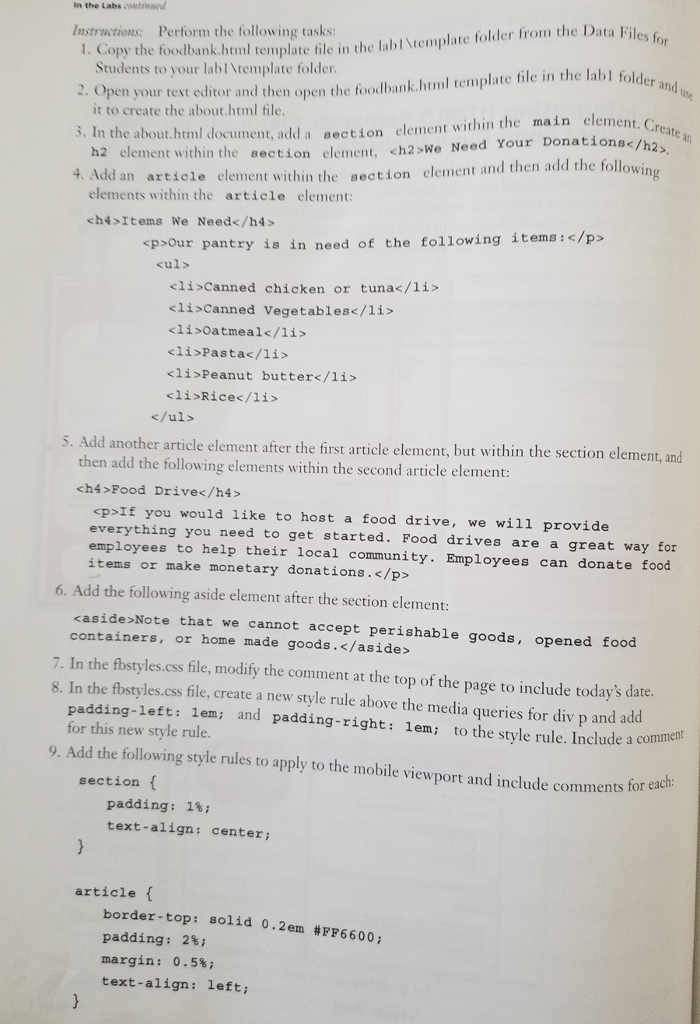 In the Labs continued
Instructions: Perform the following tasks:
1. Copy the foodbank.html template file in the lab1\template folder from the Data Files for
Students to your lab1\template folder.
2. Open your text editor and then open the foodbank.html template file in the lab1 folder and use
it to create the about.html file.
3. In the about.html document, add a section element within the main element. Create an
h2 element within the section element, <h2>We Need Your Donations</h2>.
4. Add an article element within the section element and then add the following
elements within the article element:
<h4>Items We Need</h4>
<p>Our pantry is in need of the following items:</p>
<ul>
<li>Canned chicken or tuna</li>
<li>Canned Vegetables</li>
<li>Oatmeal</li>
<li>Pasta</li>
<li>Peanut butter</li>
<li>Rice</li>
</ul>
5. Add another article element after the first article element, but within the section element, and
then add the following elements within the second article element:
<h4>Food Drive</h4>
<p>If you would like to host a food drive, we will provide
everything you need to get started. Food drives are a great way for
employees to help their local community. Employees can donate food
items or make monetary donations.</p>
6. Add the following aside element after the section element:
<aside>Note that we cannot accept perishable goods, opened food
containers, or home made goods.</aside>
7. In the fbstyles.css file, modify the comment at the top of the page to include today's date.
8. In the fbstyles.css file, create a new style rule above the media queries for div p and add
padding-left: 1em; and padding-right: 1em; to the style rule. Include a comment
for this new style rule.
9. Add the following style rules to apply to the mobile viewport and include comments for each:
section {
padding: 1%;
text-align: center;
}
article {
border-top: solid 0.2em #FF6600;
padding: 2%;
margin: 0.5%;
text-align: left;
}